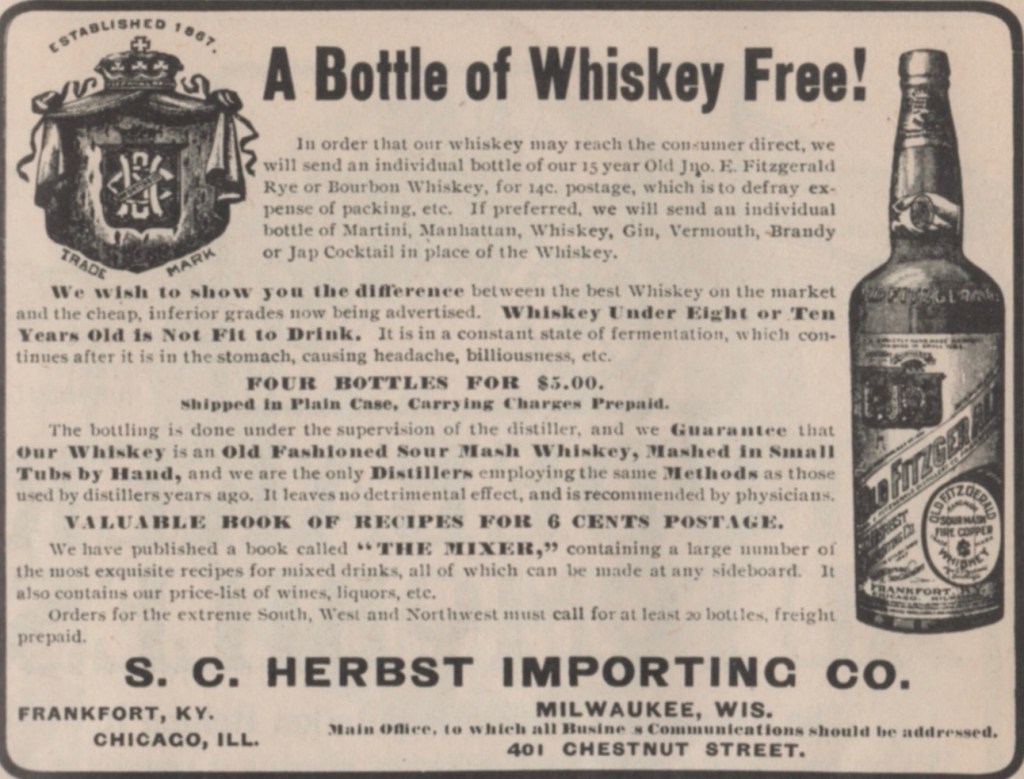 ESTABLISHED 1867.
TRADE MARK
A Bottle of Whiskey Free!
In order that our whiskey may reach the consumer direct, we
will send an individual bottle of our 15 year Old Jno. E. Fitzgerald
Rye or Bourbon Whiskey, for 14c. postage, which is to defray ex-
pense of packing, etc. If preferred, we will send an individual
bottle of Martini, Manhattan, Whiskey, Gin, Vermouth, Brandy
or Jap Cocktail in place of the Whiskey.
We wish to show you the difference between the best Whiskey on the market
and the cheap, inferior grades now being advertised. Whiskey Under Eight or Ten
Years Old is Not Fit to Drink. It is in a constant state of fermentation, which con-
tinues after it is in the stomach, causing headache, billiousness, etc.
FOUR BOTTLES FOR $5.00.
Shipped in Plain Case, Carrying Charges Prepaid.
The bottling is done under the supervision of the distiller, and we Guarantee that
Our Whiskey is an Old Fashioned Sour Mash Whiskey, Mashed in Small
Tubs by Hand, and we are the only Distillers employing the same Methods as those
used by distillers years ago. It leaves no detrimental effect, and is recommended by physicians.
VALUABLE BOOK OF RECIPES FOR 6 CENTS POSTAGE.
We have published a book called "THE MIXER," containing a large number of
the most exquisite recipes for mixed drinks, all of which can be made at any sideboard. It
also contains our price-list of wines, liquors, etc.
Orders for the extreme South, West and Northwest must call for at least 20 bottles, freight
prepaid.
OLD FITZGERALD
SOUR MASH
FIRE COPPER
WHISKEY
FRANKFORT,
S. C. HERBST IMPORTING CO.
FRANKFORT, KY.
CHICAGO, ILL.
MILWAUKEE, WIS.
Main Office, to which all Busine s Communications should be addressed.
401 CHESTNUT STREET.